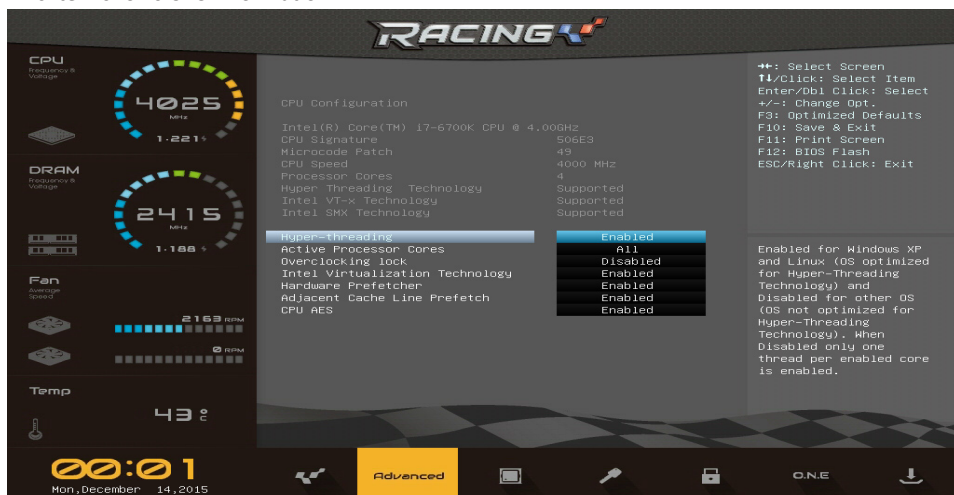 RACING
CPU
Frequency &
Voltage
4025
MHz
1.221
DRAM
Frequency &
Voltage
2415
MHz
1.188
Fan
Average
Speed
2163 RPM
0 RPM
Temp
43 °C
00:01
Mon,December 14,2015
CPU Configuration
Intel(R) Core(TM) i7-6700K CPU @ 4.00GHz
CPU Signature 506E3
Microcode Patch 49
CPU Speed 4000 MHz
Processor Cores 4
Hyper Threading Technology Supported
Intel VT-x Technology Supported
Intel SMX Technology Supported
Hyper-threading Enabled
Active Processor Cores All
Overclocking lock Disabled
Intel Virtualization Technology Enabled
Hardware Prefetcher Enabled
Adjacent Cache Line Prefetch Enabled
CPU AES Enabled
→←: Select Screen
↑↓/Click: Select Item
Enter/Dbl Click: Select
+/-: Change Opt.
F3: Optimized Defaults
F10: Save & Exit
F11: Print Screen
F12: BIOS Flash
ESC/Right Click: Exit
Enabled for Windows XP
and Linux (OS optimized
for Hyper-Threading
Technology) and
Disabled for other OS
(OS not optimized for
Hyper-Threading
Technology). When
Disabled only one
thread per enabled core
is enabled.
Advanced
O.N.E